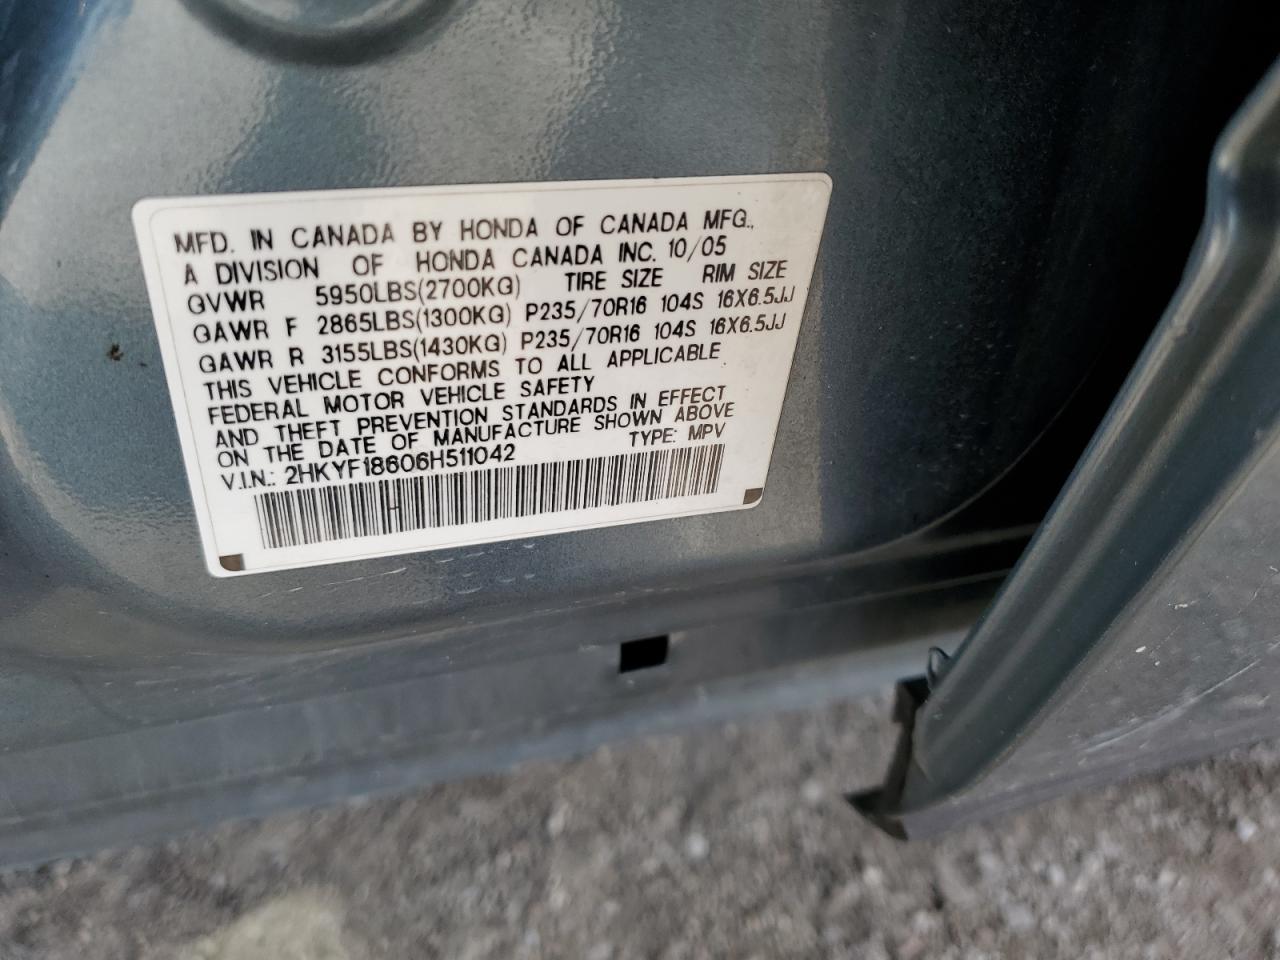 MFD. IN CANADA BY HONDA OF CANADA MFG.,
A DIVISION OF HONDA CANADA INC. 10/05
GVWR 5950LBS(2700KG) TIRE SIZE RIM SIZE
GAWR F 2865LBS(1300KG) P235/70R16 104S 16X6.5JJ
GAWR R 3155LBS(1430KG) P235/70R16 104S 16X6.5JJ
THIS VEHICLE CONFORMS TO ALL APPLICABLE
FEDERAL MOTOR VEHICLE SAFETY
AND THEFT PREVENTION STANDARDS IN EFFECT
ON THE DATE OF MANUFACTURE SHOWN ABOVE
V.I.N.: 2HKYF18606H511042 TYPE: MPV